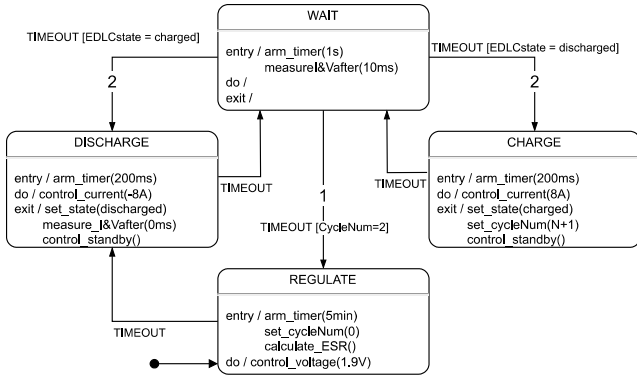 WAIT
TIMEOUT [EDLCstate = charged]
entry / arm_timer(1s)
measureI&Vafter(10ms)
do /
exit /
TIMEOUT [EDLCstate = discharged]
2
2
DISCHARGE
entry / arm_timer(200ms)
do / control_current(-8A)
exit / set_state(discharged)
measure_I&Vafter(0ms)
control_standby()
TIMEOUT
1
TIMEOUT [CycleNum=2]
TIMEOUT
CHARGE
entry / arm_timer(200ms)
do / control_current(8A)
exit / set_state(charged)
set_cycleNum(N+1)
control_standby()
REGULATE
entry / arm_timer(5min)
set_cycleNum(0)
calculate_ESR()
do / control_voltage(1.9V)
TIMEOUT